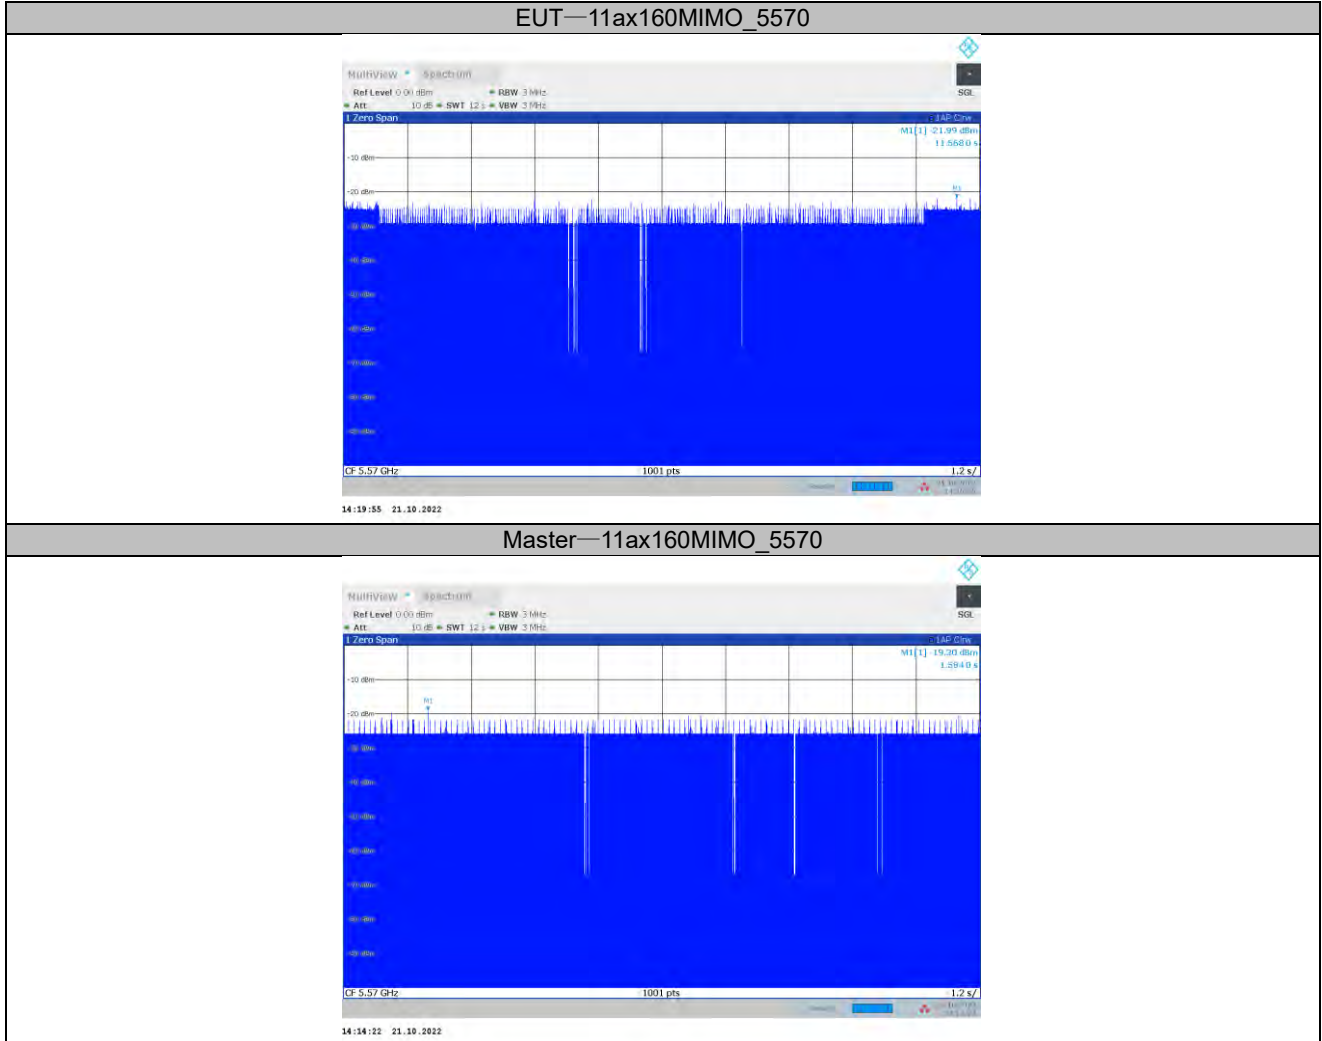 EUT—11ax160MIMO_5570
MultiView Spectrum
Ref Level 0.00 dBm RBW 3 MHz
SGL
Att 10 dB SWT 12 s VBW 3 MHz
1 Zero Span 1AP Clrw
M1[1] -21.99 dBm
11.5680 s
-10 dBm
M1
-20 dBm
CF 5.57 GHz 1001 pts 1.2 s/
14:19:55 21.10.2022
Master—11ax160MIMO_5570
MultiView Spectrum
Ref Level 0.00 dBm RBW 3 MHz
SGL
Att 10 dB SWT 12 s VBW 3 MHz
1 Zero Span 1AP Clrw
M1[1] -19.20 dBm
1.5840 s
-10 dBm
M1
-20 dBm
CF 5.57 GHz 1001 pts 1.2 s/
14:14:22 21.10.2022